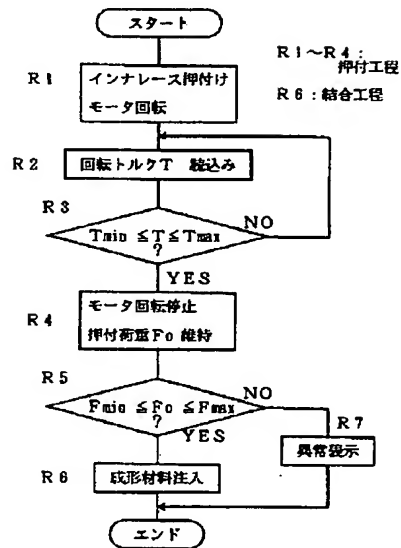 スタート
R1~R4:
押付工程
R6:結合工程
R1
インナレース押付け
モータ回転
R2
回転トルクT 読込み
R3
NO
Tmin ≦T≦Tmax
?
YES
R4
モータ回転停止
押付荷重Fo 維持
R5
NO
Fmin ≦Fo≦Fmax
?
YES
R7
異常表示
R6
成形材料注入
エンド